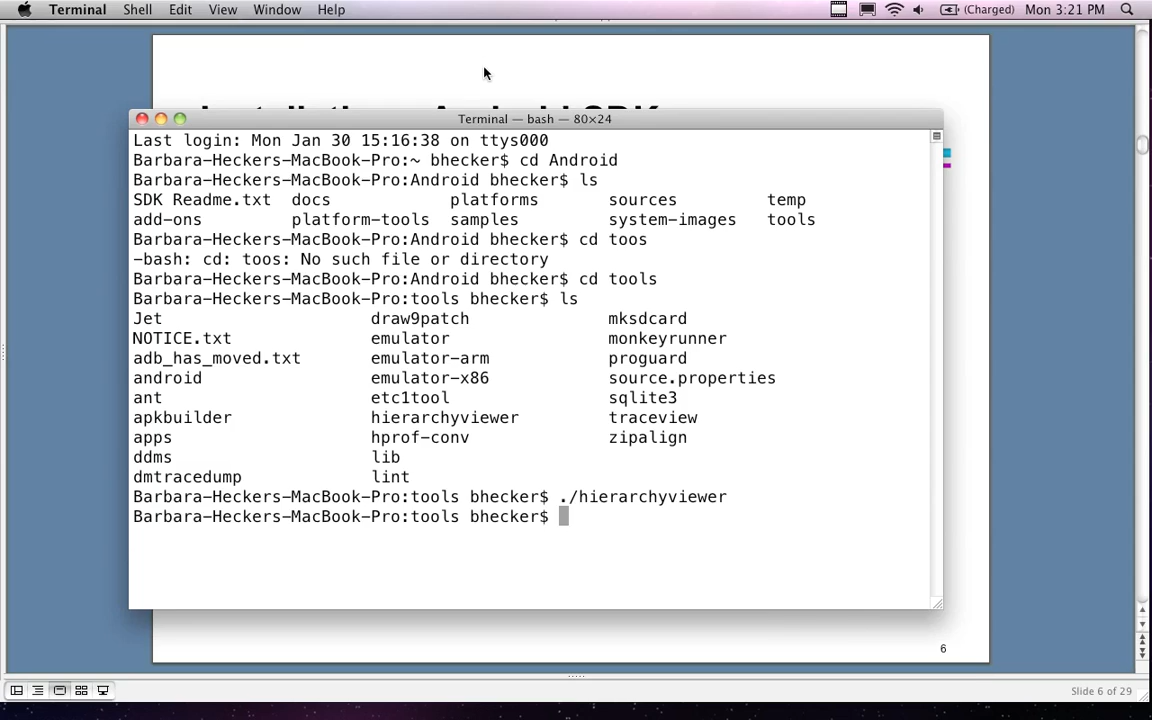 Terminal Shell Edit View Window Help (Charged) Mon 3:21 PM
Terminal — bash — 80×24
Last login: Mon Jan 30 15:16:38 on ttys000
Barbara-Heckers-MacBook-Pro:~ bhecker$ cd Android
Barbara-Heckers-MacBook-Pro:Android bhecker$ ls
SDK Readme.txt docs platforms sources temp
add-ons platform-tools samples system-images tools
Barbara-Heckers-MacBook-Pro:Android bhecker$ cd toos
-bash: cd: toos: No such file or directory
Barbara-Heckers-MacBook-Pro:Android bhecker$ cd tools
Barbara-Heckers-MacBook-Pro:tools bhecker$ ls
Jet draw9patch mksdcard
NOTICE.txt emulator monkeyrunner
adb_has_moved.txt emulator-arm proguard
android emulator-x86 source.properties
ant etc1tool sqlite3
apkbuilder hierarchyviewer traceview
apps hprof-conv zipalign
ddms lib
dmtracedump lint
Barbara-Heckers-MacBook-Pro:tools bhecker$ ./hierarchyviewer
Barbara-Heckers-MacBook-Pro:tools bhecker$
6
Slide 6 of 29